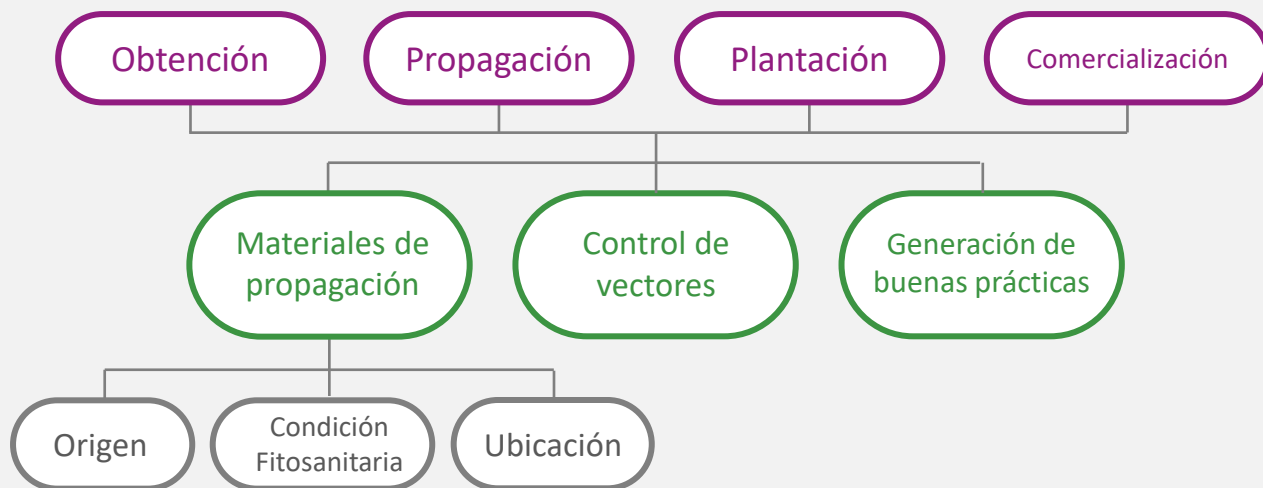 Obtención
Propagación
Plantación
Comercialización
Materiales de
propagación
Control de
vectores
Generación de
buenas prácticas
Origen
Condición
Fitosanitaria
Ubicación